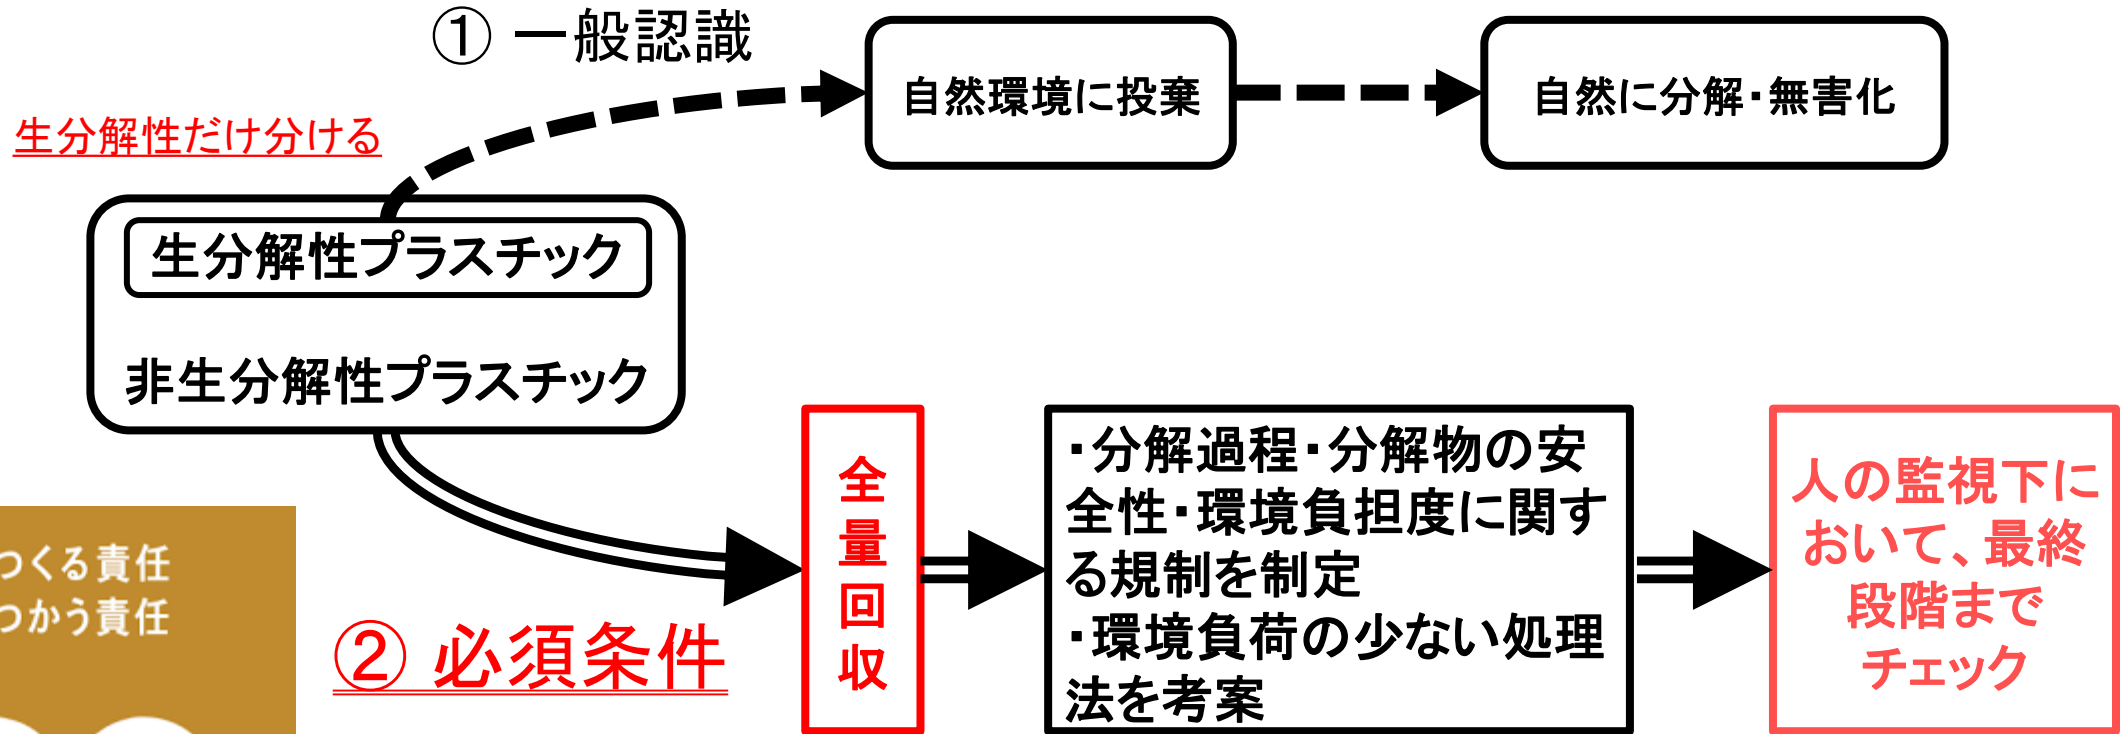 ① 一般認識
自然環境に投棄
自然に分解・無害化
生分解性だけ分ける
生分解性プラスチック
非生分解性プラスチック
全
量
回
収
・分解過程・分解物の安
全性・環境負担度に関す
る規制を制定
・環境負荷の少ない処理
法を考案
人の監視下に
おいて、最終
段階まで
チェック
つくる責任
つかう責任
② 必須条件